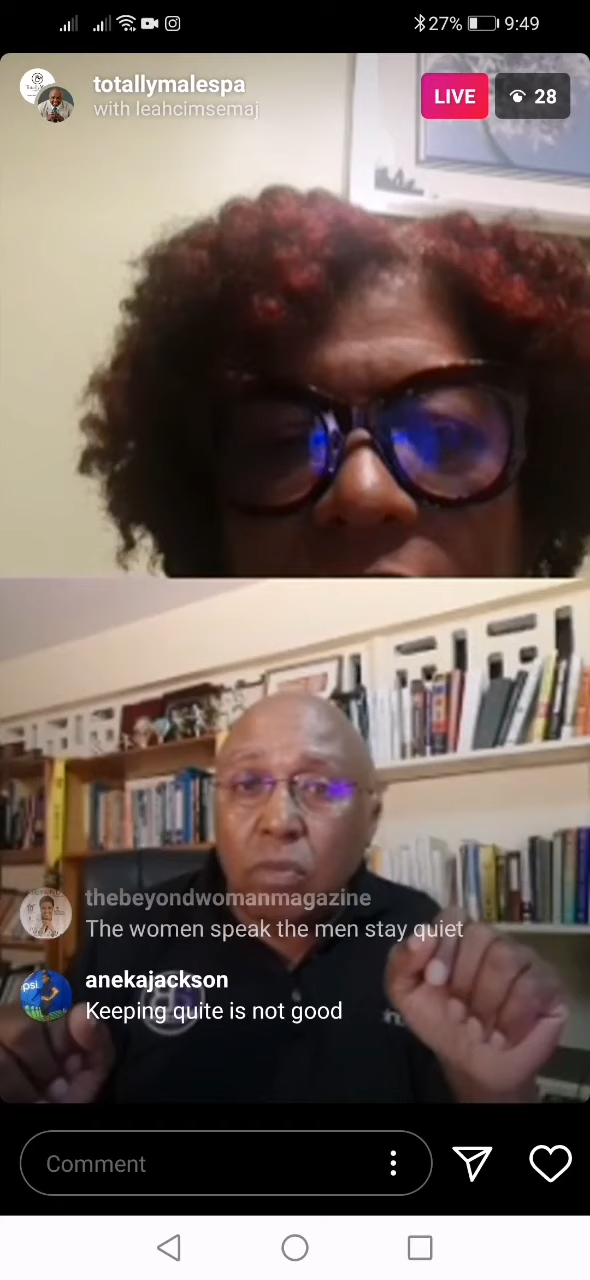 27% 9:49
totallymalespa
with leahcimsemaj
LIVE
28
thebeyondwomanmagazine
The women speak the men stay quiet
anekajackson
Keeping quite is not good
Comment